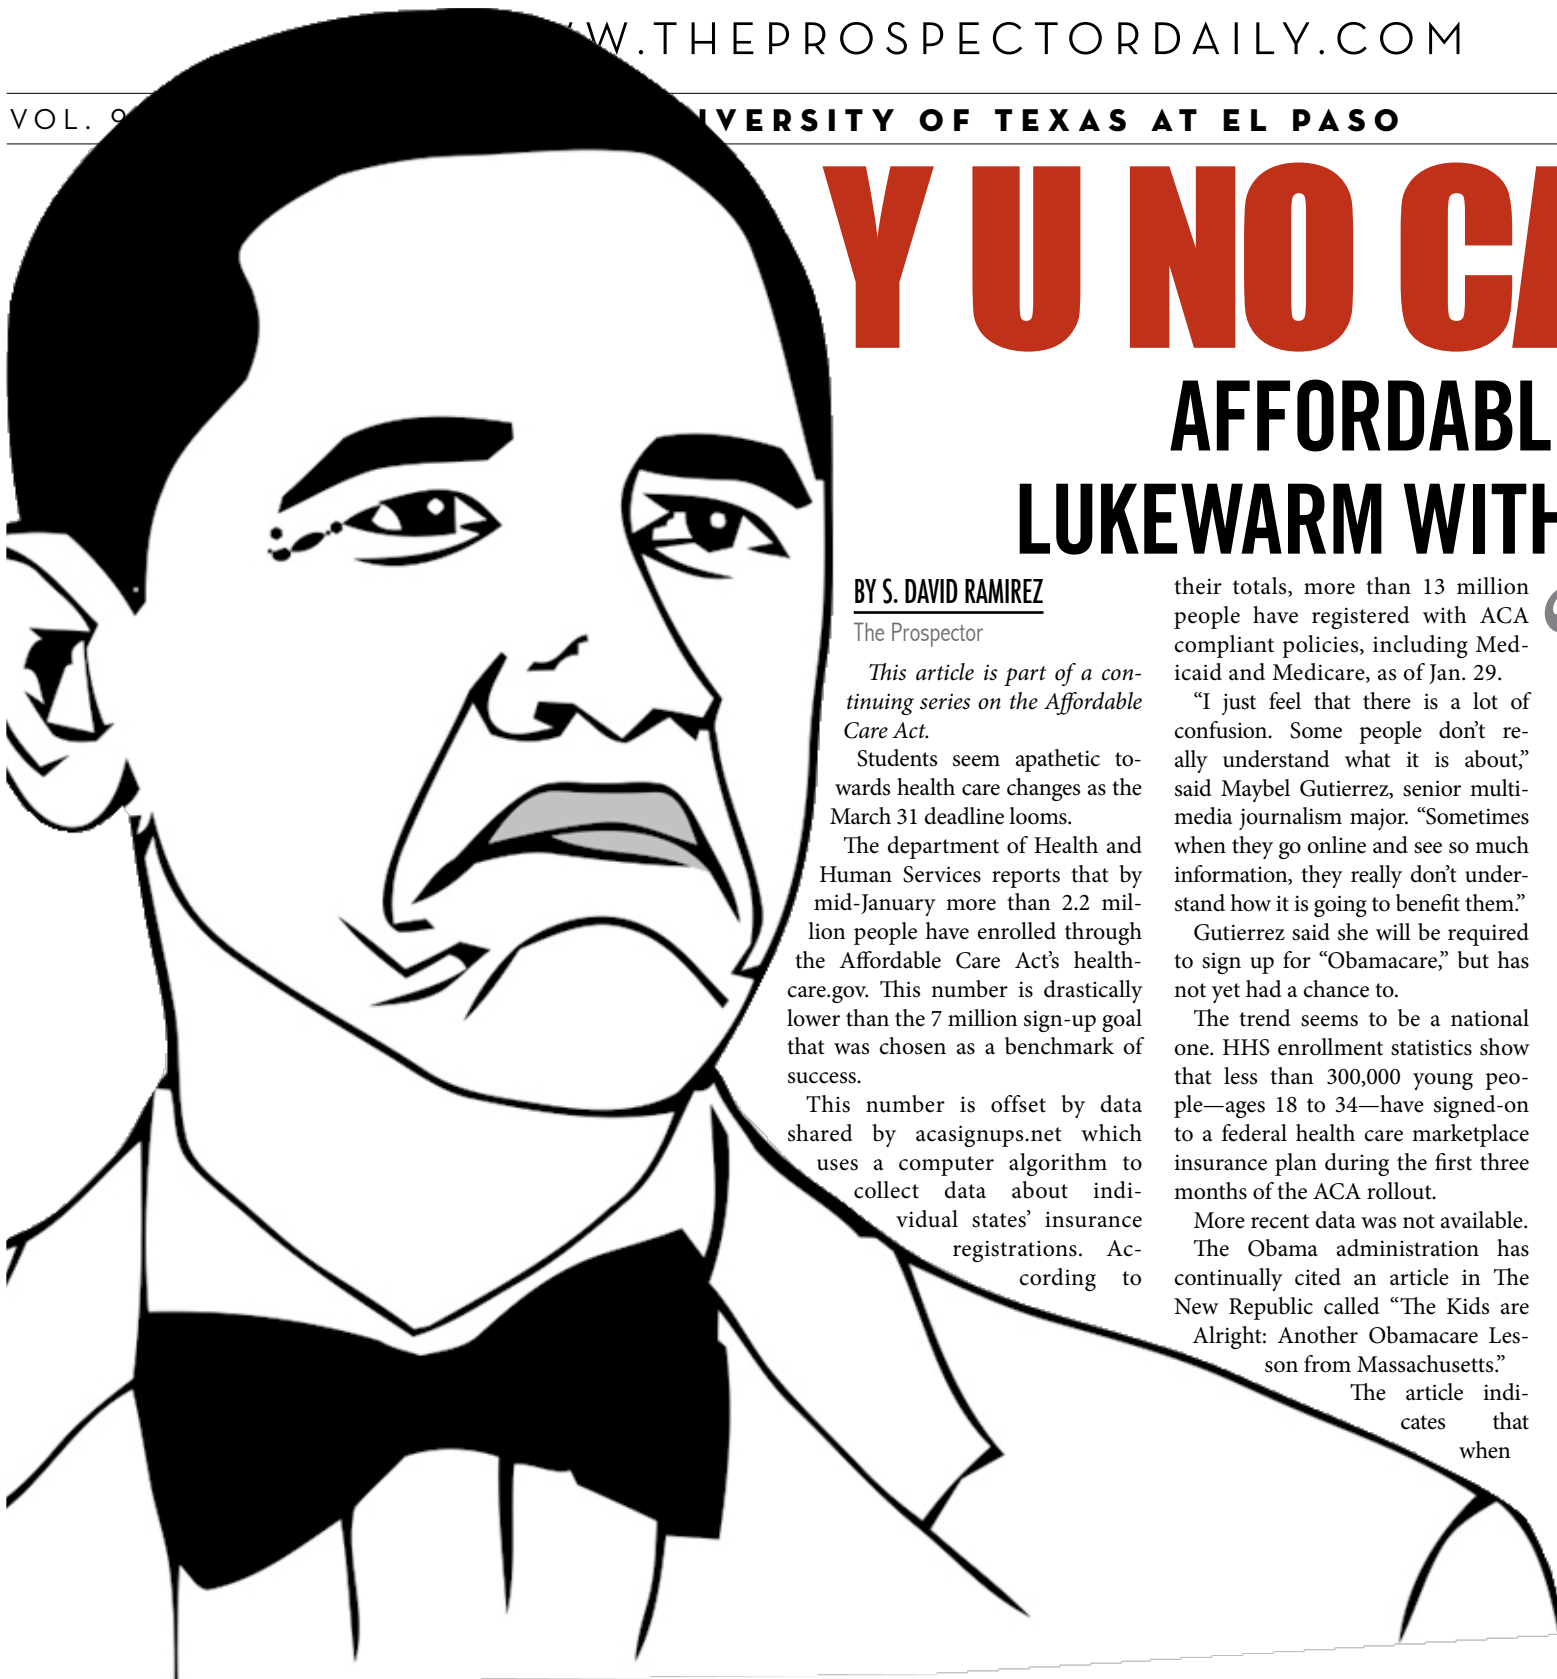 W.THEPROSPECTORDAILY.COM
VOL.
IVERSITY OF TEXAS AT EL PASO
Y U NO CA
AFFORDABL
LUKEWARM WITH
BY S. DAVID RAMIREZ
The Prospector
This article is part of a con-
tinuing series on the Affordable
Care Act.
Students seem apathetic to-
wards health care changes as the
March 31 deadline looms.
The department of Health and
Human Services reports that by
mid-January more than 2.2 mil-
lion people have enrolled through
the Affordable Care Act’s health-
care.gov. This number is drastically
lower than the 7 million sign-up goal
that was chosen as a benchmark of
success.
This number is offset by data
shared by acasignups.net which
uses a computer algorithm to
collect data about indi-
vidual states’ insurance
registrations. Ac-
cording to
their totals, more than 13 million
people have registered with ACA
compliant policies, including Med-
icaid and Medicare, as of Jan. 29.
“I just feel that there is a lot of
confusion. Some people don’t re-
ally understand what it is about,”
said Maybel Gutierrez, senior multi-
media journalism major. “Sometimes
when they go online and see so much
information, they really don’t under-
stand how it is going to benefit them.”
Gutierrez said she will be required
to sign up for “Obamacare,” but has
not yet had a chance to.
The trend seems to be a national
one. HHS enrollment statistics show
that less than 300,000 young peo-
ple—ages 18 to 34—have signed-on
to a federal health care marketplace
insurance plan during the first three
months of the ACA rollout.
More recent data was not available.
The Obama administration has
continually cited an article in The
New Republic called “The Kids are
Alright: Another Obamacare Les-
son from Massachusetts.”
The article indi-
cates that
when